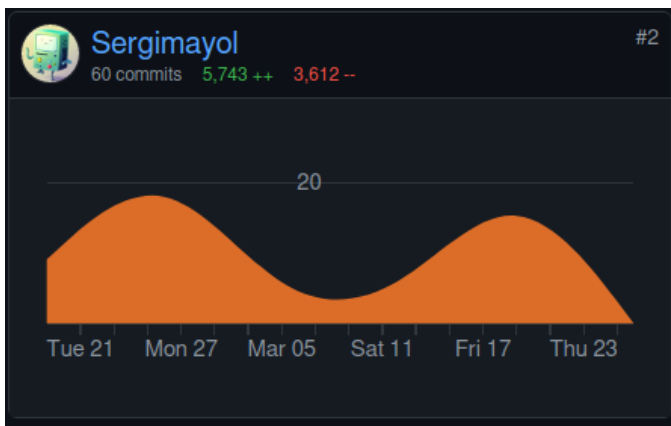 Sergimayol
#2
60 commits 5,743 ++ 3,612 --
20
Tue 21 Mon 27 Mar 05 Sat 11 Fri 17 Thu 23